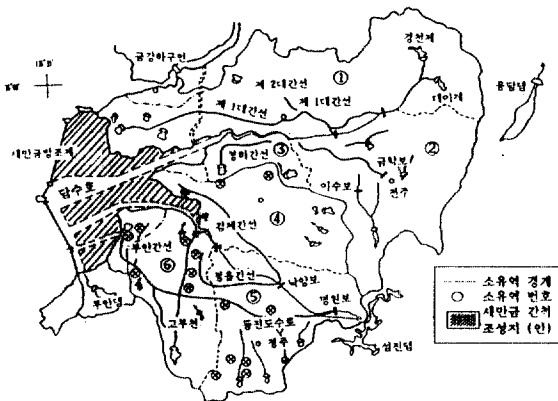 경천제
금강하구언
①
제 2대간선
대아제
용담댐
제 1대간선
제 1대간선
새만금방조제
②
③
청하간선
금학보
전주
담수호
이수보
④
김제간선
부안간선
⑥
정읍간선
낙양보
⑤
부안댐
명원보
고부천
동진도수로
정주
섬진댐
소유역 경계
소유역 번호
새만금 간척
조성지 (안)